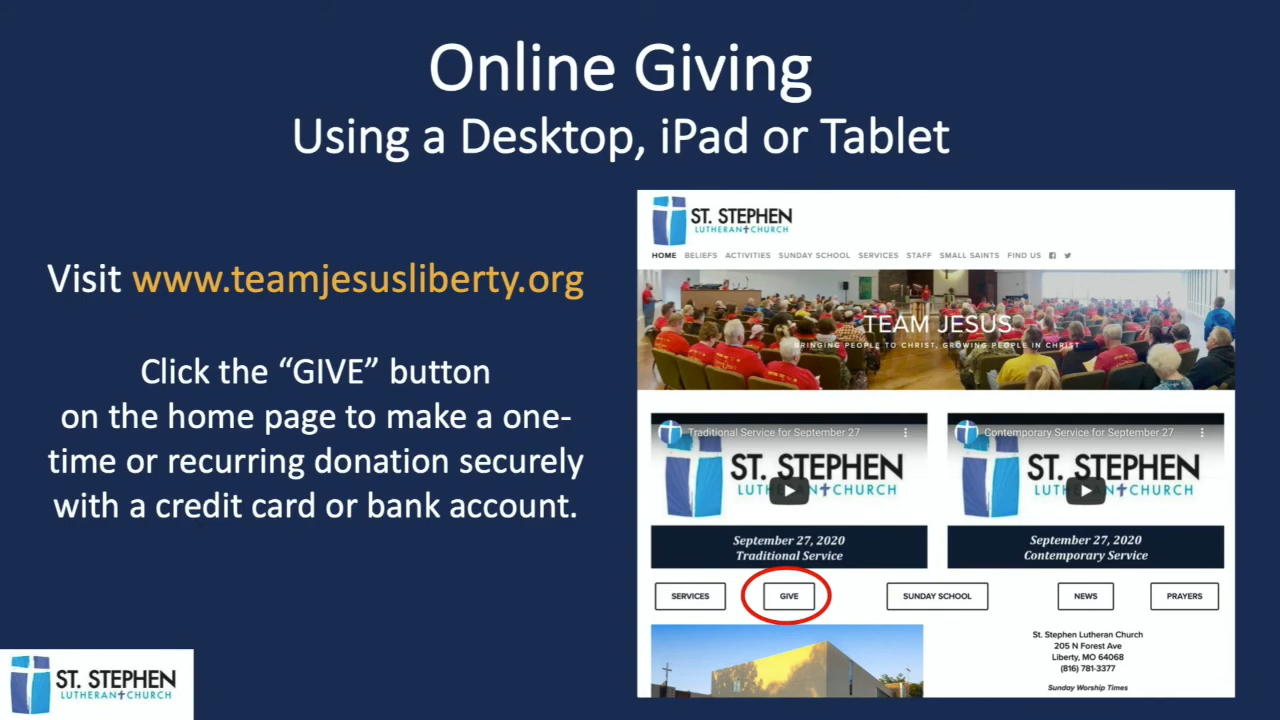 Online Giving
Using a Desktop, iPad or Tablet
Visit www.teamjesusliberty.org
Click the “GIVE” button
on the home page to make a one-
time or recurring donation securely
with a credit card or bank account.
ST. STEPHEN
LUTHERAN CHURCH
HOME BELIEFS ACTIVITIES SUNDAY SCHOOL SERVICES STAFF SMALL SAINTS FIND US
TEAM JESUS
BRINGING PEOPLE TO CHRIST, GROWING PEOPLE IN CHRIST
Traditional Service for September 27
ST. STEPHEN
LUTHERAN CHURCH
September 27, 2020
Traditional Service
Contemporary Service for September 27
ST. STEPHEN
LUTHERAN CHURCH
September 27, 2020
Contemporary Service
SERVICES GIVE SUNDAY SCHOOL NEWS PRAYERS
St. Stephen Lutheran Church
205 N Forest Ave
Liberty, MO 64068
(816) 781-3377
Sunday Worship Times
ST. STEPHEN
LUTHERAN CHURCH